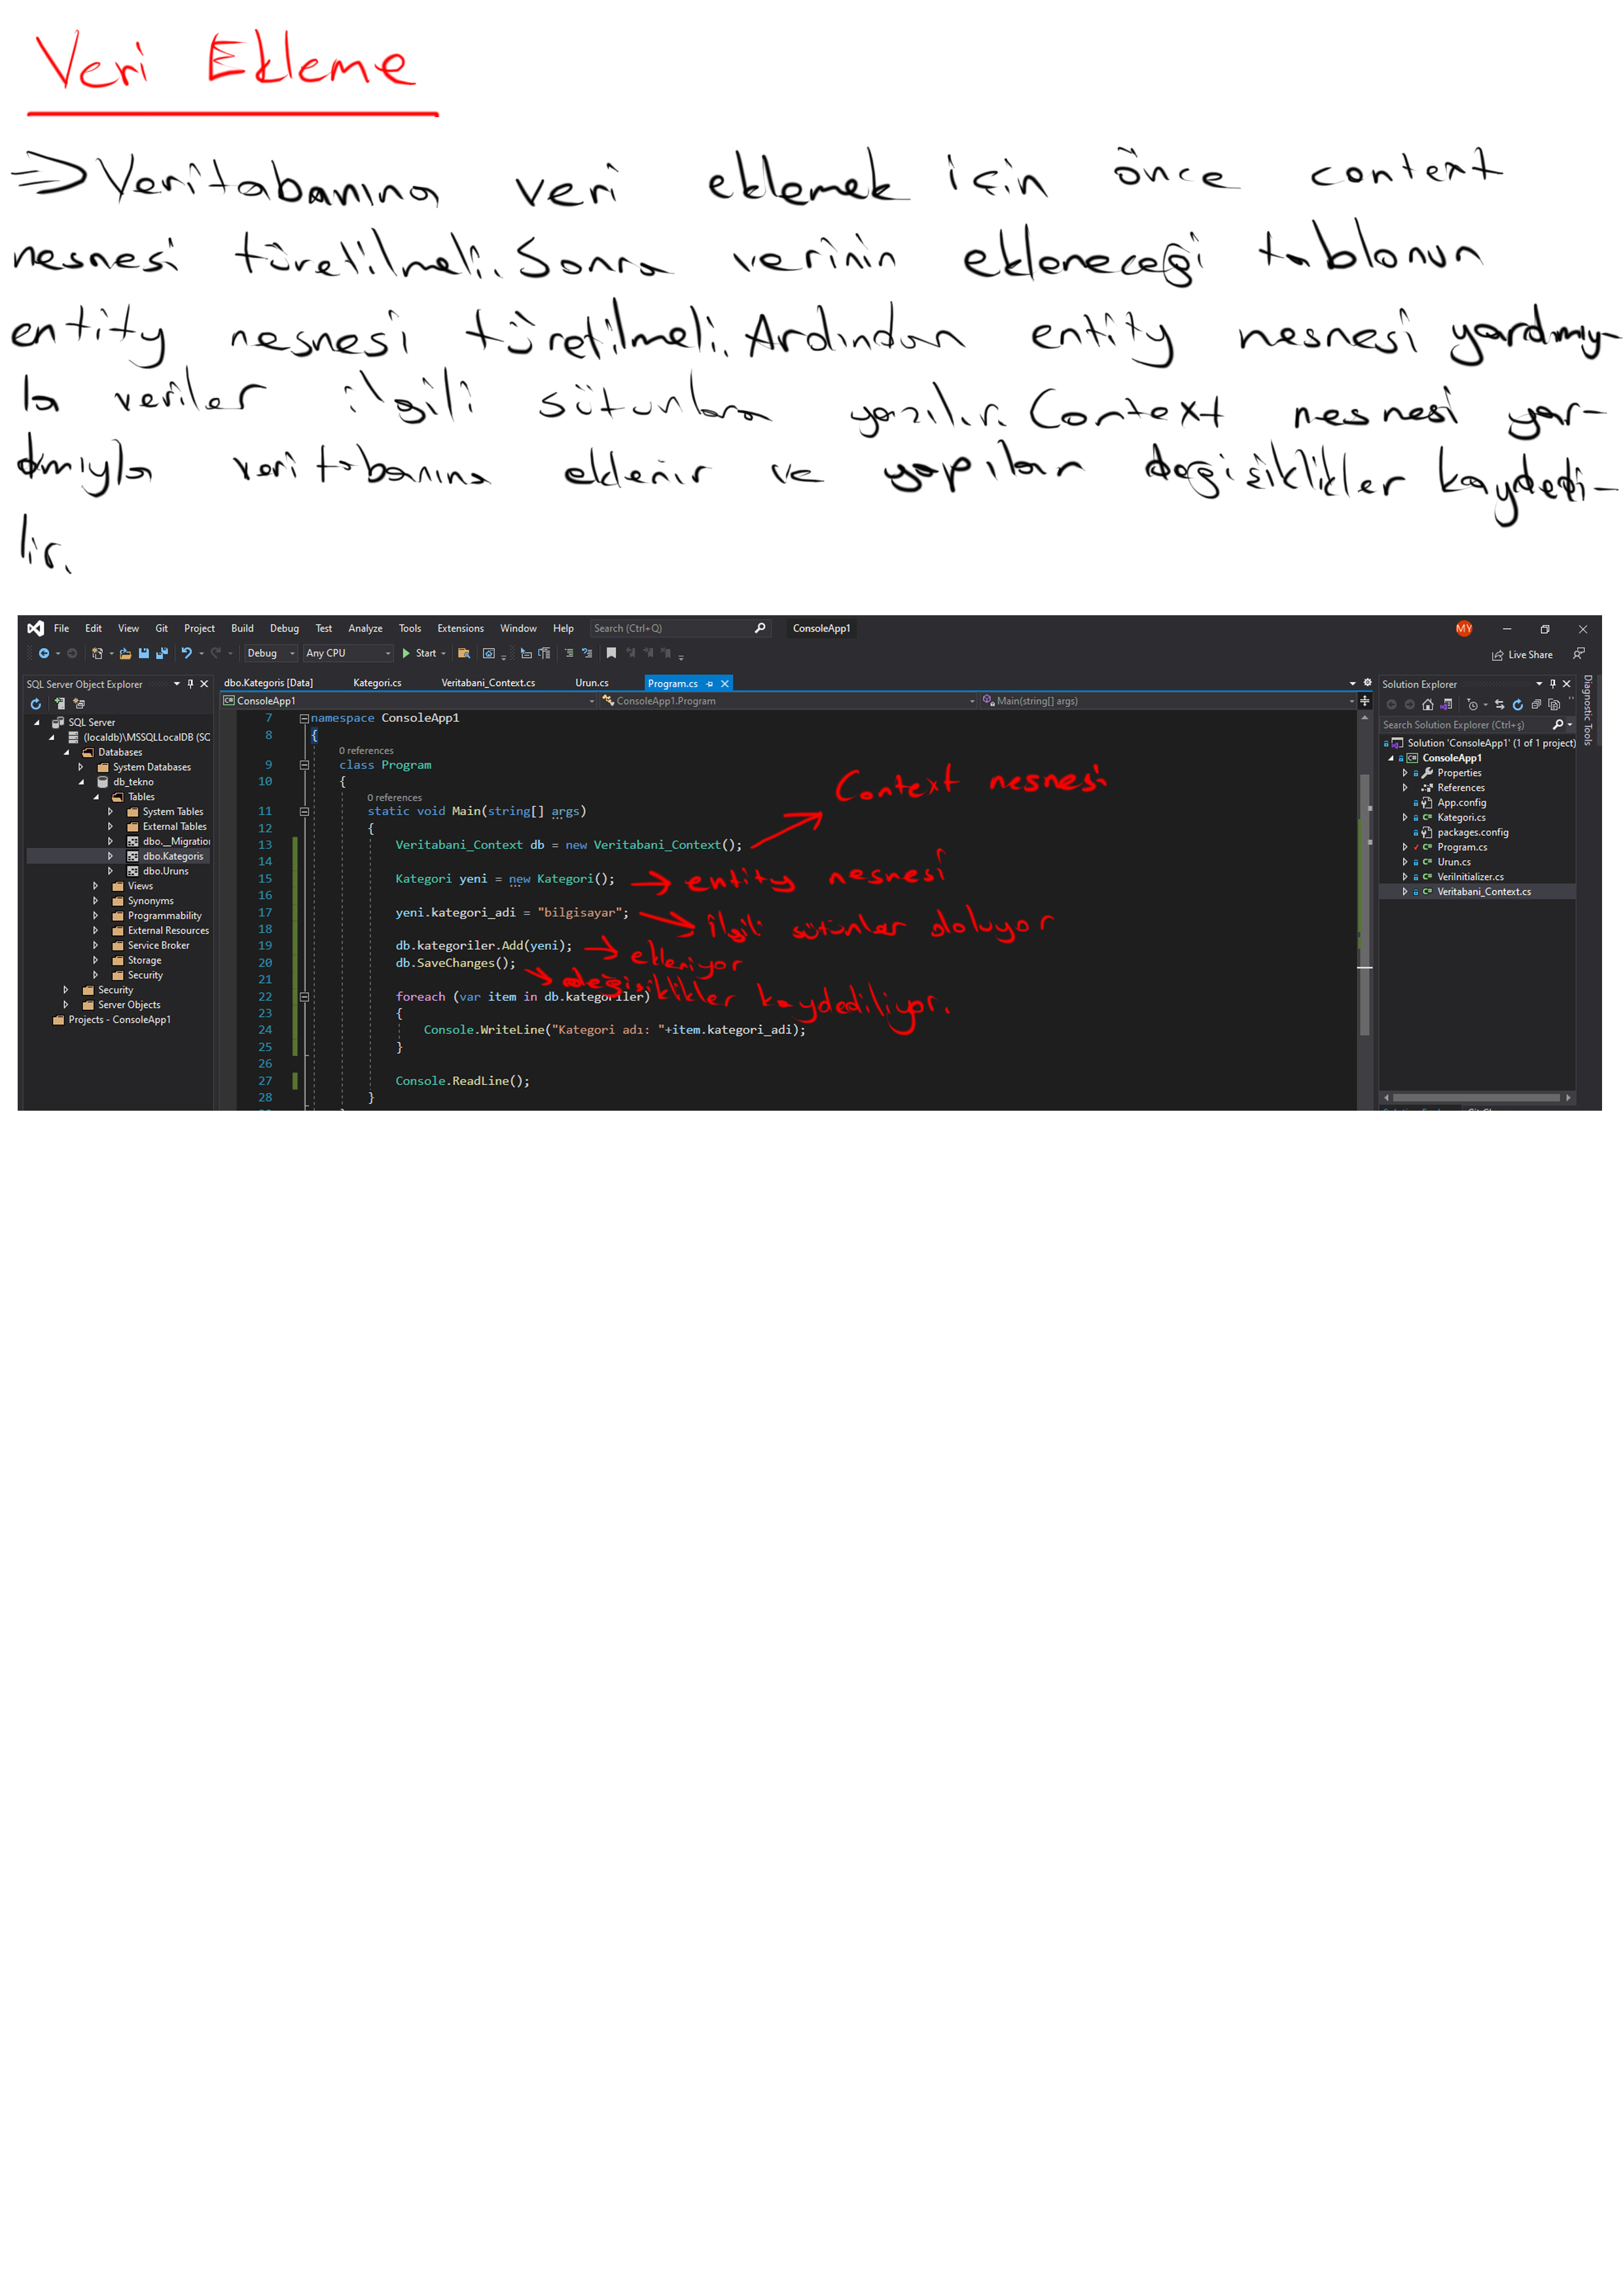 Veri Ekleme
=> Veritabanına veri eklemek için önce context
nesnesi türetilmeli. Sonra verinin ekleneceği tablonun
entity nesnesi türetilmeli. Ardından entity nesnesi yardımıy-
la veriler ilgili sütunlara yazılır. Context nesnesi yar-
dımıyla veritabanına eklenir ve yapılan değişiklikler kaydedi-
lir.
File Edit View Git Project Build Debug Test Analyze Tools Extensions Window Help Search (Ctrl+Q) ConsoleApp1 MY
Debug Any CPU Start Live Share
SQL Server Object Explorer
SQL Server
(localdb)\MSSQLLocalDB (SC
Databases
System Databases
db_tekno
Tables
System Tables
External Tables
dbo.__Migration
dbo.Kategoris
dbo.Uruns
Views
Synonyms
Programmability
External Resources
Service Broker
Storage
Security
Security
Server Objects
Projects - ConsoleApp1
dbo.Kategoris [Data] Kategori.cs Veritabani_Context.cs Urun.cs Program.cs
ConsoleApp1 ConsoleApp1.Program Main(string[] args)
7 namespace ConsoleApp1
8 {
0 references
9 class Program
10 {
0 references
11 static void Main(string[] args)
12 {
13 Veritabani_Context db = new Veritabani_Context(); → Context nesnesi
14
15 Kategori yeni = new Kategori(); → entity nesnesi
16
17 yeni.kategori_adi = "bilgisayar"; → İlgili sütunlar doluyor
18
19 db.kategoriler.Add(yeni); → ekleniyor
20 db.SaveChanges(); → değişiklikler kaydediliyor.
21
22 foreach (var item in db.kategoriler)
23 {
24 Console.WriteLine("Kategori adı: "+item.kategori_adi);
25 }
26
27 Console.ReadLine();
28 }
Solution Explorer
Search Solution Explorer (Ctrl+ş)
Solution 'ConsoleApp1' (1 of 1 project)
ConsoleApp1
Properties
References
App.config
Kategori.cs
packages.config
Program.cs
Urun.cs
VeriInitializer.cs
Veritabani_Context.cs
Diagnostic Tools